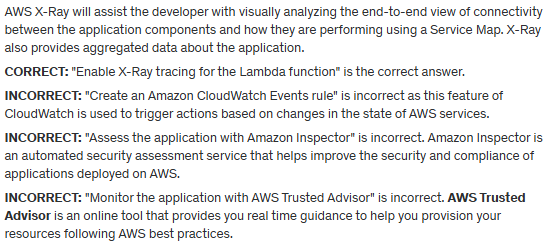 AWS X-Ray will assist the developer with visually analyzing the end-to-end view of connectivity
between the application components and how they are performing using a Service Map. X-Ray
also provides aggregated data about the application.
CORRECT: "Enable X-Ray tracing for the Lambda function" is the correct answer.
INCORRECT: "Create an Amazon CloudWatch Events rule" is incorrect as this feature of
CloudWatch is used to trigger actions based on changes in the state of AWS services.
INCORRECT: "Assess the application with Amazon Inspector" is incorrect. Amazon Inspector is
an automated security assessment service that helps improve the security and compliance of
applications deployed on AWS.
INCORRECT: "Monitor the application with AWS Trusted Advisor" is incorrect. AWS Trusted
Advisor is an online tool that provides you real time guidance to help you provision your
resources following AWS best practices.